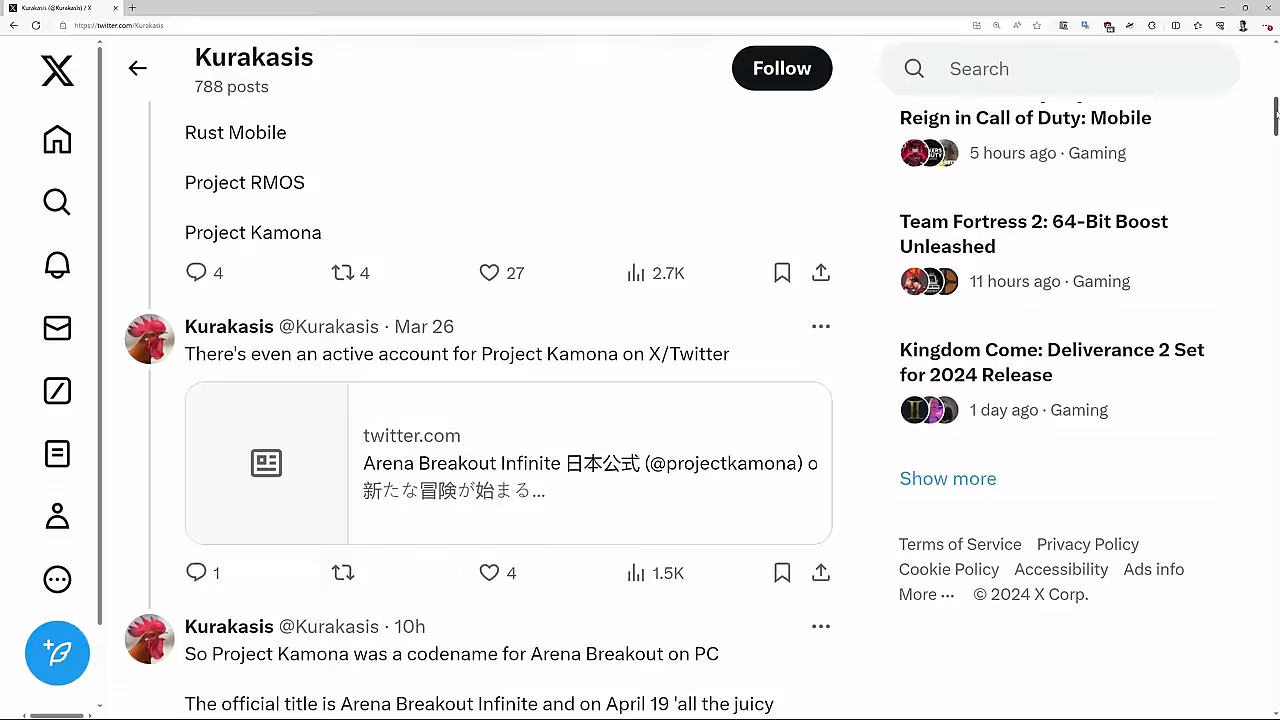 Kurakasis (@Kurakasis) / X
https://twitter.com/Kurakasis
Kurakasis
788 posts
Follow
Search
Rust Mobile
Project RMOS
Project Kamona
4
4
27
2.7K
Kurakasis @Kurakasis · Mar 26
There's even an active account for Project Kamona on X/Twitter
twitter.com
Arena Breakout Infinite 日本公式 (@projectkamona) o
新たな冒険が始まる...
1
4
1.5K
Kurakasis @Kurakasis · 10h
So Project Kamona was a codename for Arena Breakout on PC
The official title is Arena Breakout Infinite and on April 19 'all the juicy
Reign in Call of Duty: Mobile
5 hours ago · Gaming
Team Fortress 2: 64-Bit Boost
Unleashed
11 hours ago · Gaming
Kingdom Come: Deliverance 2 Set
for 2024 Release
1 day ago · Gaming
Show more
Terms of Service Privacy Policy
Cookie Policy Accessibility Ads info
More ··· © 2024 X Corp.